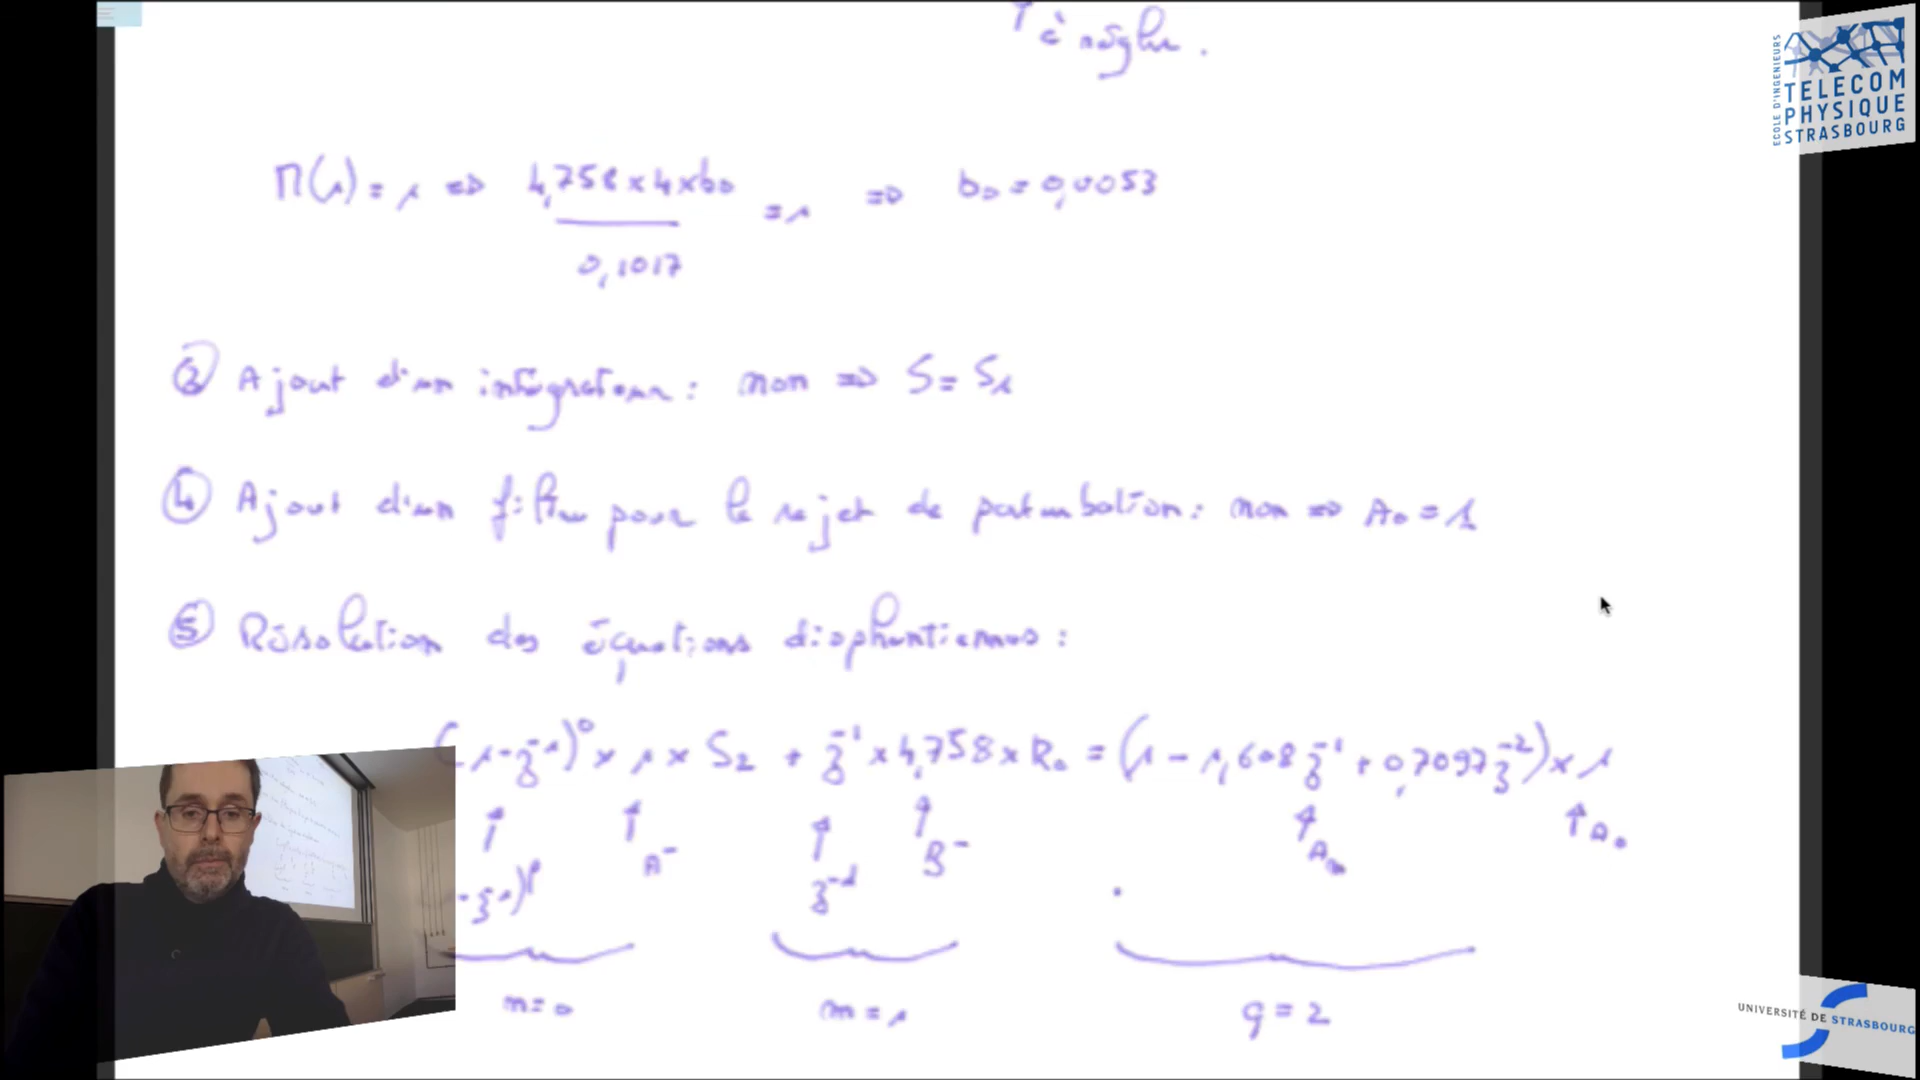 à régler.
Π(1) = 1 => 4,758 x 4 x b0 / 0,1017 = 1 => b0 = 0,0053
③ Ajout d'un intégrateur : non => S = S2
④ Ajout d'un filtre pour le rejet de perturbation : non => A0 = 1
⑤ Résolution des équations diophantiennes :
(1-z^-1)^0 x 1 x S2 + z^-1 x 4,758 x R0 = (1 - 1,608 z^-1 + 0,7097 z^-2) x 1
↑ ↑ ↑ ↑ ↑ ↑ A0
A^- B^- Am
-z^-1)^p z^-d
n = 0 m = 1 q = 2
ECOLE D'INGENIEURS
TELECOM
PHYSIQUE
STRASBOURG
UNIVERSITÉ DE STRASBOURG